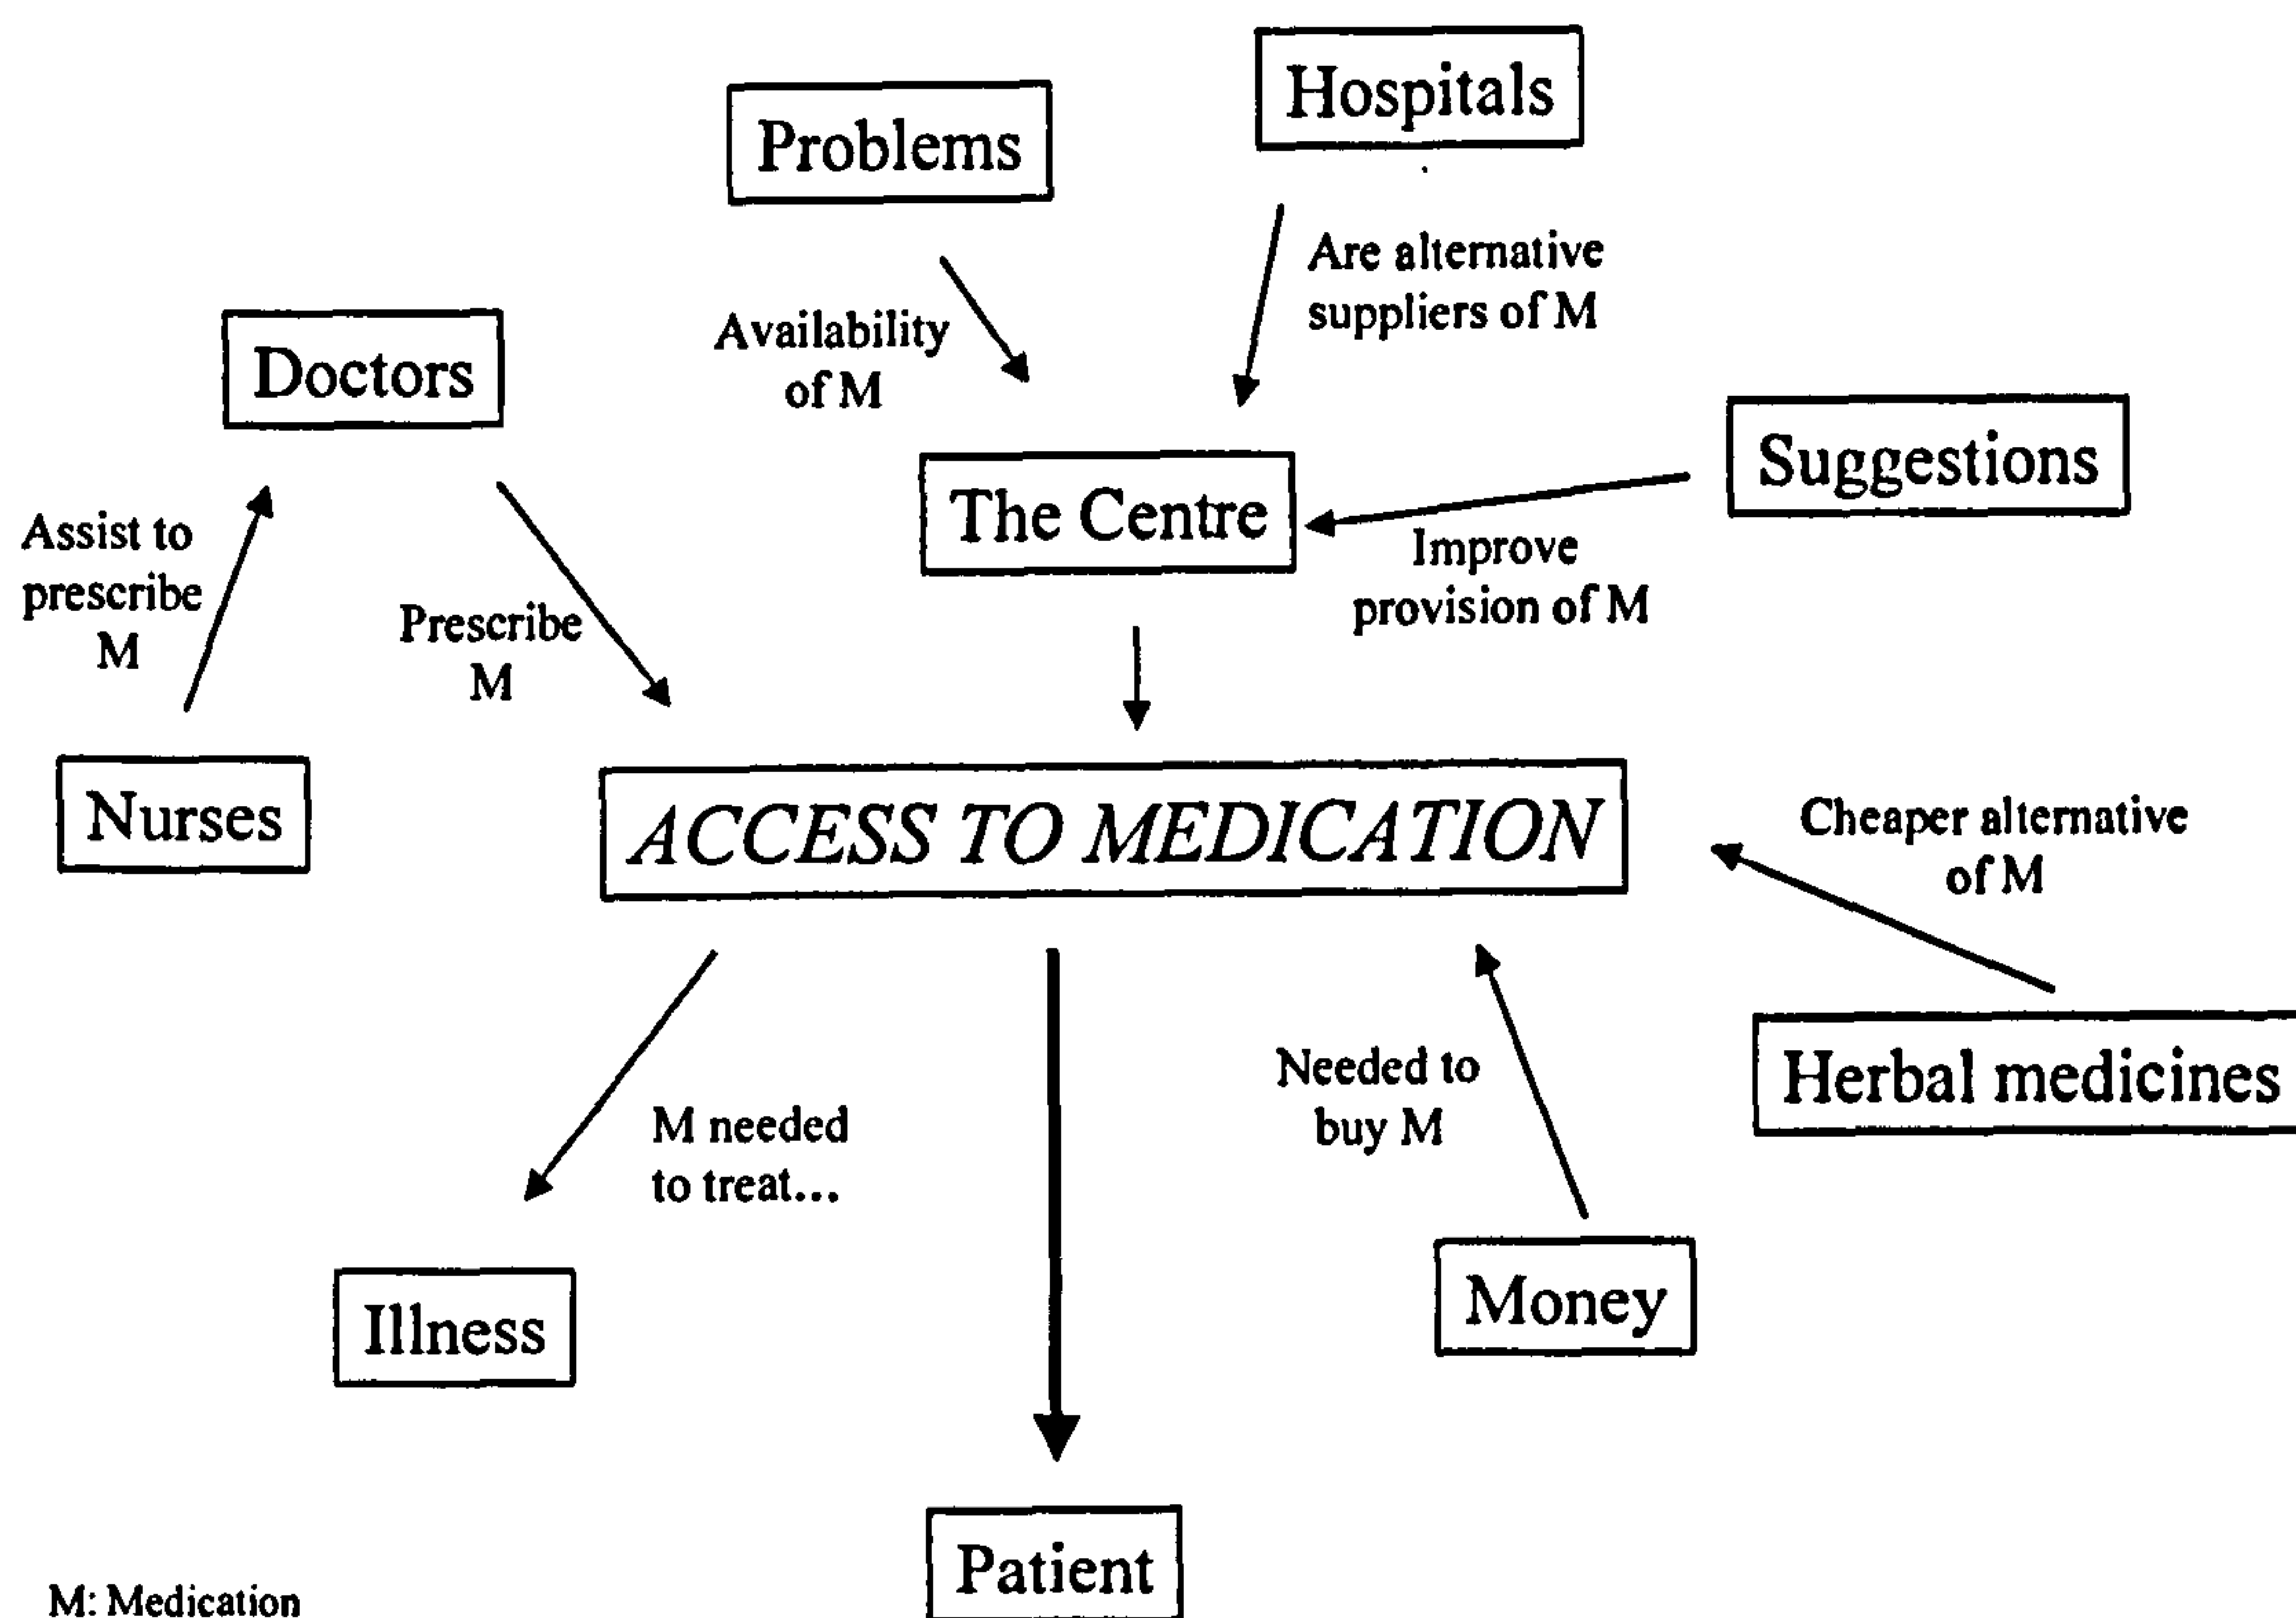 Hospitals
Problems
Are alternative
suppliers of M
Availability
of M
Doctors
Suggestions
The Centre
Assist to
prescribe
M
Improve
provision of M
Prescribe
M
Nurses
ACCESS TO MEDICATION
Cheaper alternative
of M
Herbal medicines
Needed to
buy M
M needed
to treat...
Money
Illness
Patient
M: Medication